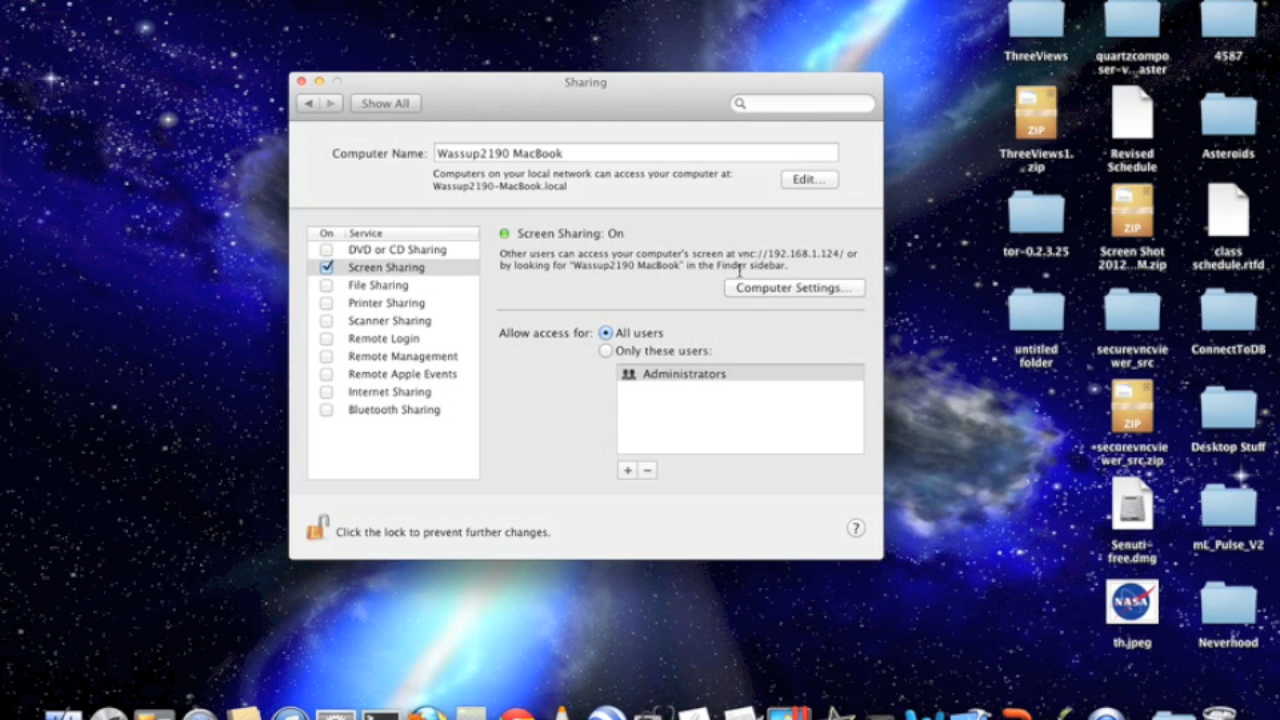 Sharing
Show All
Computer Name: Wassup2190 MacBook
Computers on your local network can access your computer at:
Wassup2190-MacBook.local
Edit...
On Service
DVD or CD Sharing
Screen Sharing
File Sharing
Printer Sharing
Scanner Sharing
Remote Login
Remote Management
Remote Apple Events
Internet Sharing
Bluetooth Sharing
Screen Sharing: On
Other users can access your computer's screen at vnc://192.168.1.124/ or
by looking for "Wassup2190 MacBook" in the Finder sidebar.
Computer Settings...
Allow access for: All users
Only these users:
Administrators
Click the lock to prevent further changes.
?
ThreeViews
quartzcompo
ser-v...aster
4587
ZIP
ThreeViews1.
zip
Revised
Schedule
Asteroids
tor-0.2.3.25
ZIP
Screen Shot
2012...M.zip
class
schedule.rtfd
untitled
folder
securevncvie
wer_src
ConnectToDB
ZIP
securevncvie
wer_src.zip
Desktop Stuff
Senuti-
free.dmg
mL_Pulse_V2
NASA
th.jpeg
Neverhood